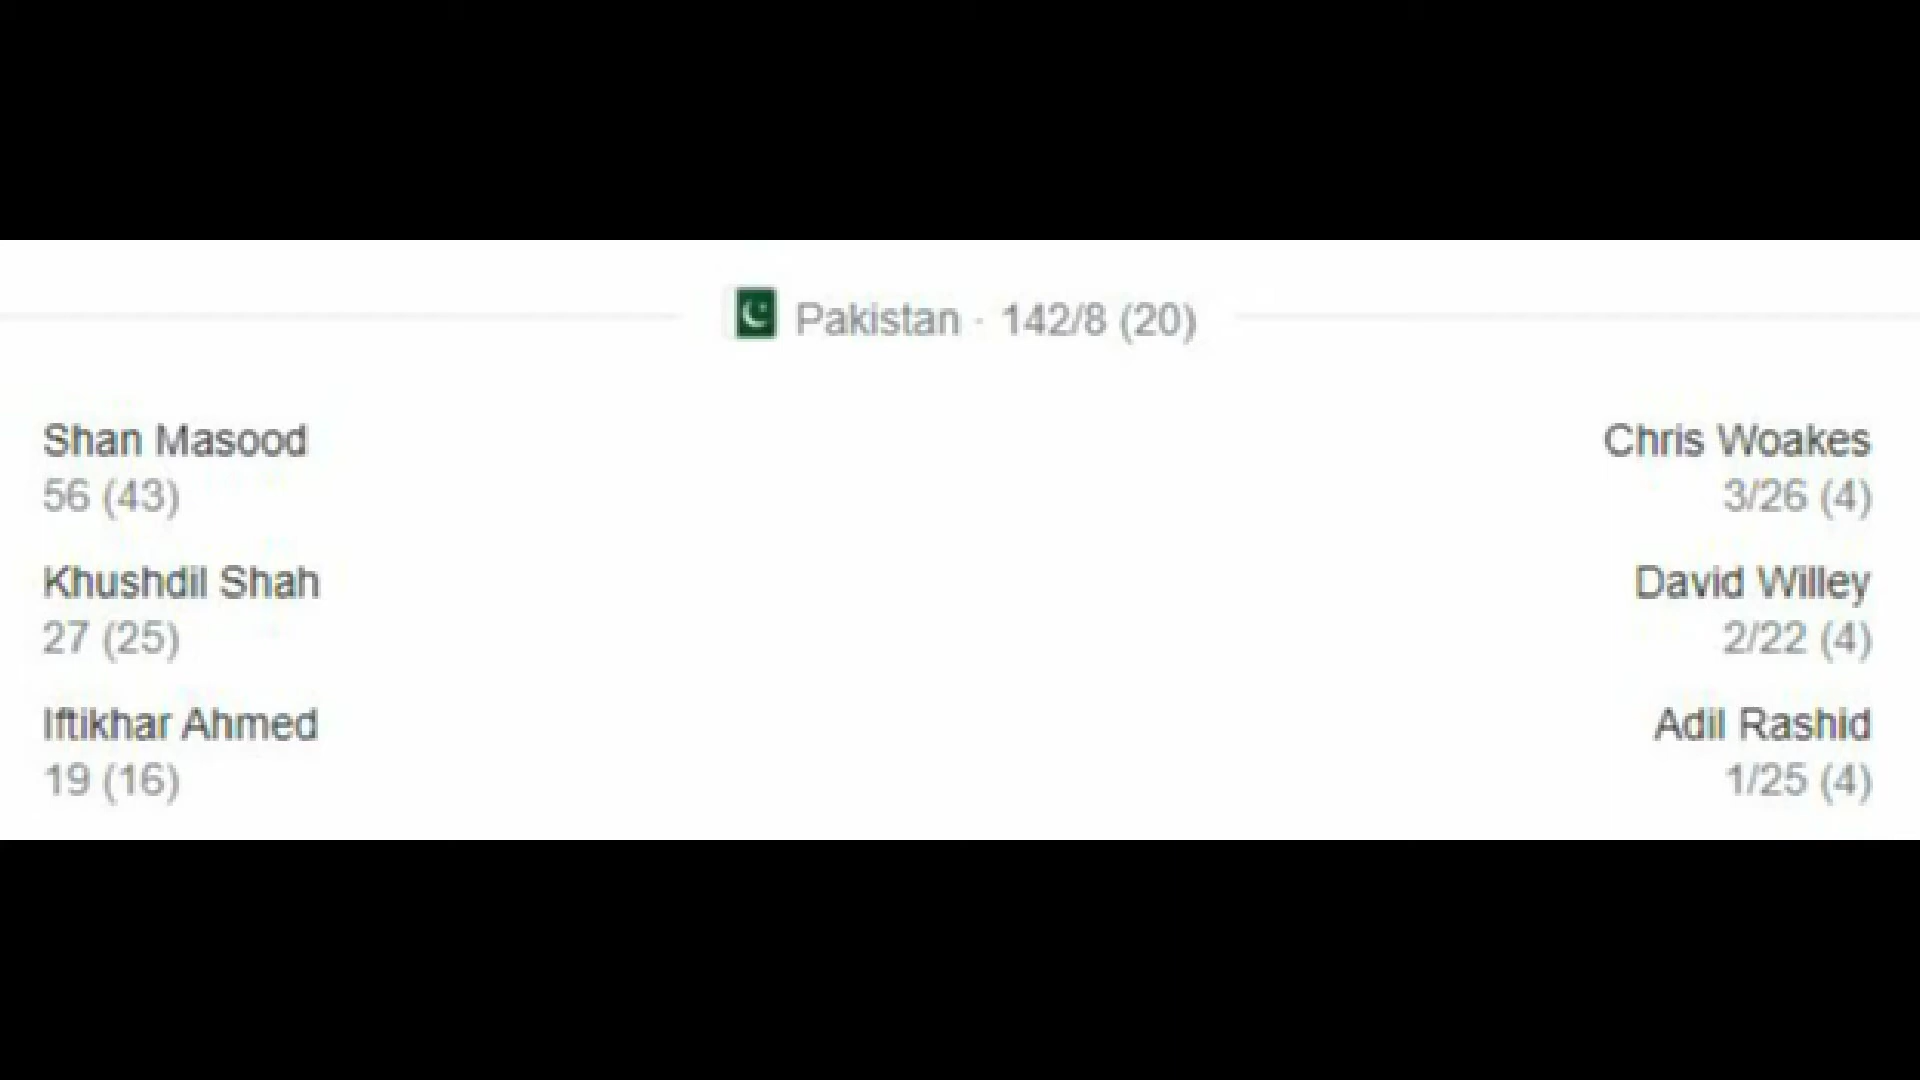 Pakistan · 142/8 (20)
Shan Masood
56 (43)
Chris Woakes
3/26 (4)
Khushdil Shah
27 (25)
David Willey
2/22 (4)
Iftikhar Ahmed
19 (16)
Adil Rashid
1/25 (4)